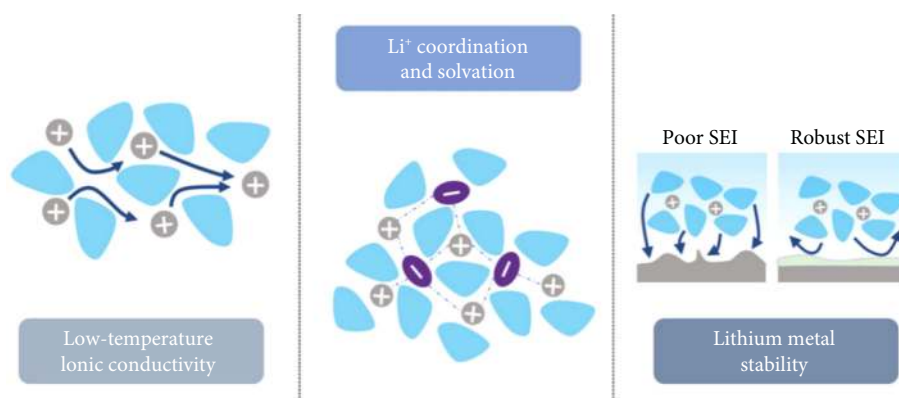 Low-temperature
Ionic conductivity
Li⁺ coordination
and solvation
Poor SEI
Robust SEI
Lithium metal
stability